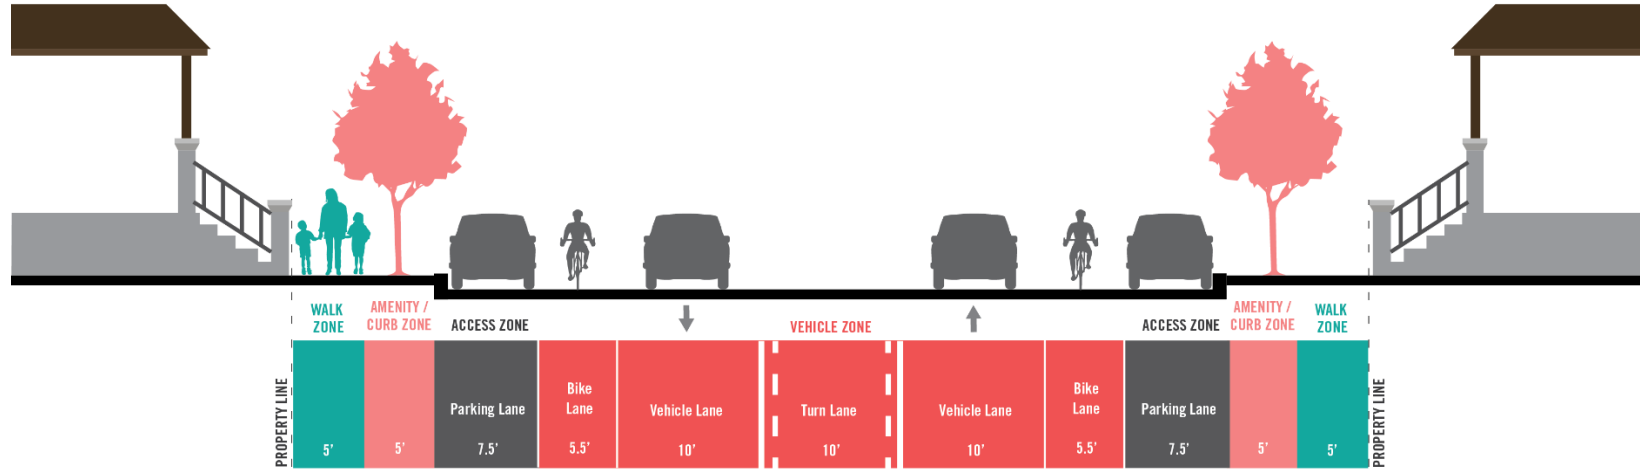 WALK
ZONE
AMENITY /
CURB ZONE
ACCESS ZONE
VEHICLE ZONE
ACCESS ZONE
AMENITY /
CURB ZONE
WALK
ZONE
PROPERTY LINE
5'
5'
Parking Lane
7.5'
Bike
Lane
5.5'
Vehicle Lane
10'
Turn Lane
10'
Vehicle Lane
10'
Bike
Lane
5.5'
Parking Lane
7.5'
5'
5'
PROPERTY LINE